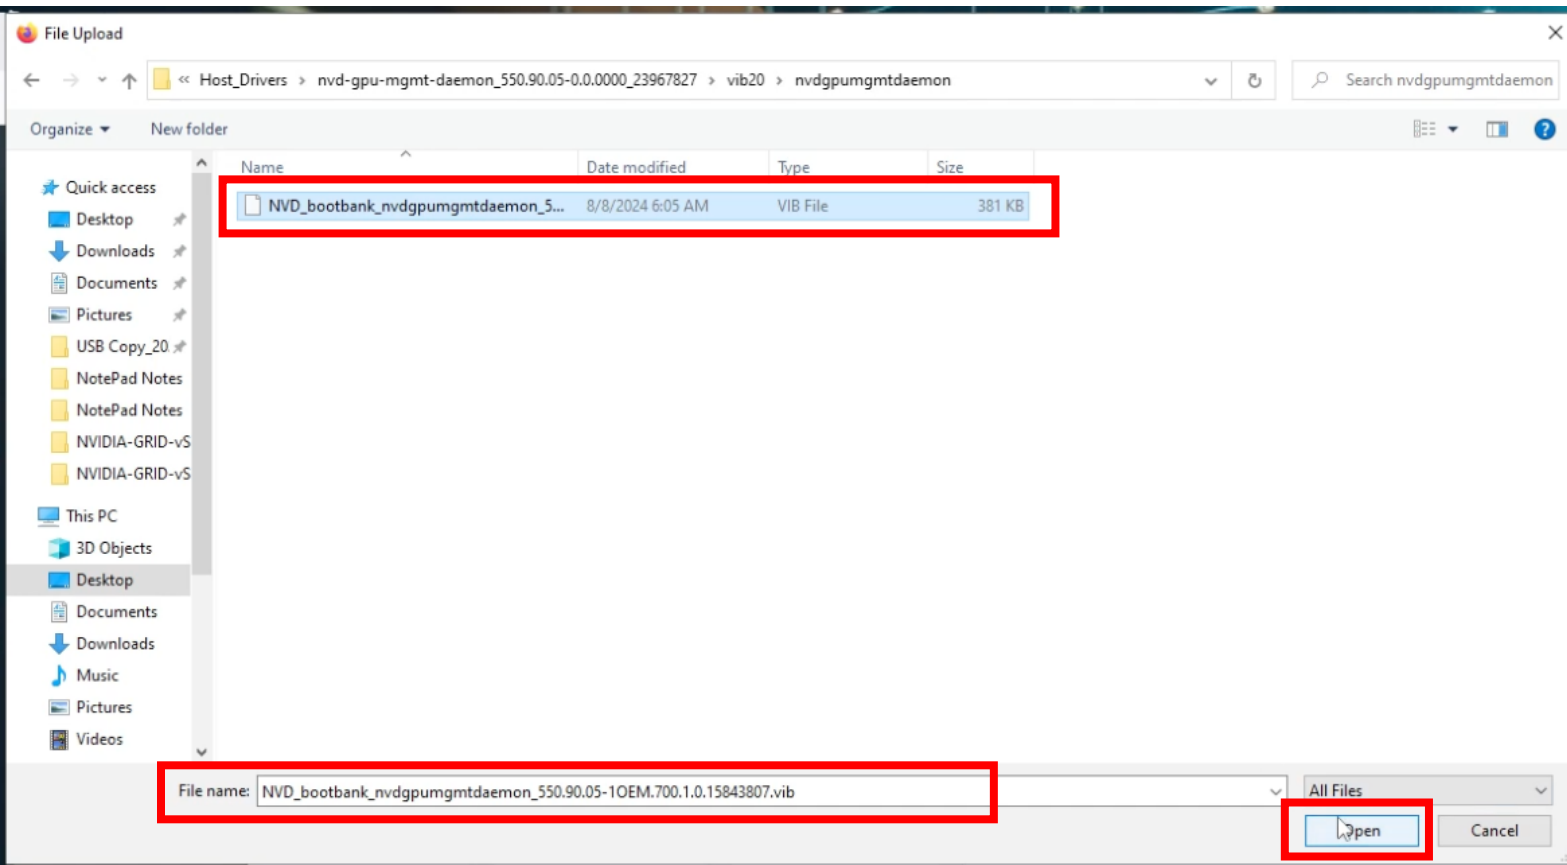 File Upload
« Host_Drivers › nvd-gpu-mgmt-daemon_550.90.05-0.0.0000_23967827 › vib20 › nvdgpumgmtdaemon
Search nvdgpumgmtdaemon
Organize
New folder
Name
Date modified
Type
Size
NVD_bootbank_nvdgpumgmtdaemon_5...
8/8/2024 6:05 AM
VIB File
381 KB
Quick access
Desktop
Downloads
Documents
Pictures
USB Copy_20
NotePad Notes
NotePad Notes
NVIDIA-GRID-vS
NVIDIA-GRID-vS
This PC
3D Objects
Desktop
Documents
Downloads
Music
Pictures
Videos
File name: NVD_bootbank_nvdgpumgmtdaemon_550.90.05-1OEM.700.1.0.15843807.vib
All Files
Open
Cancel